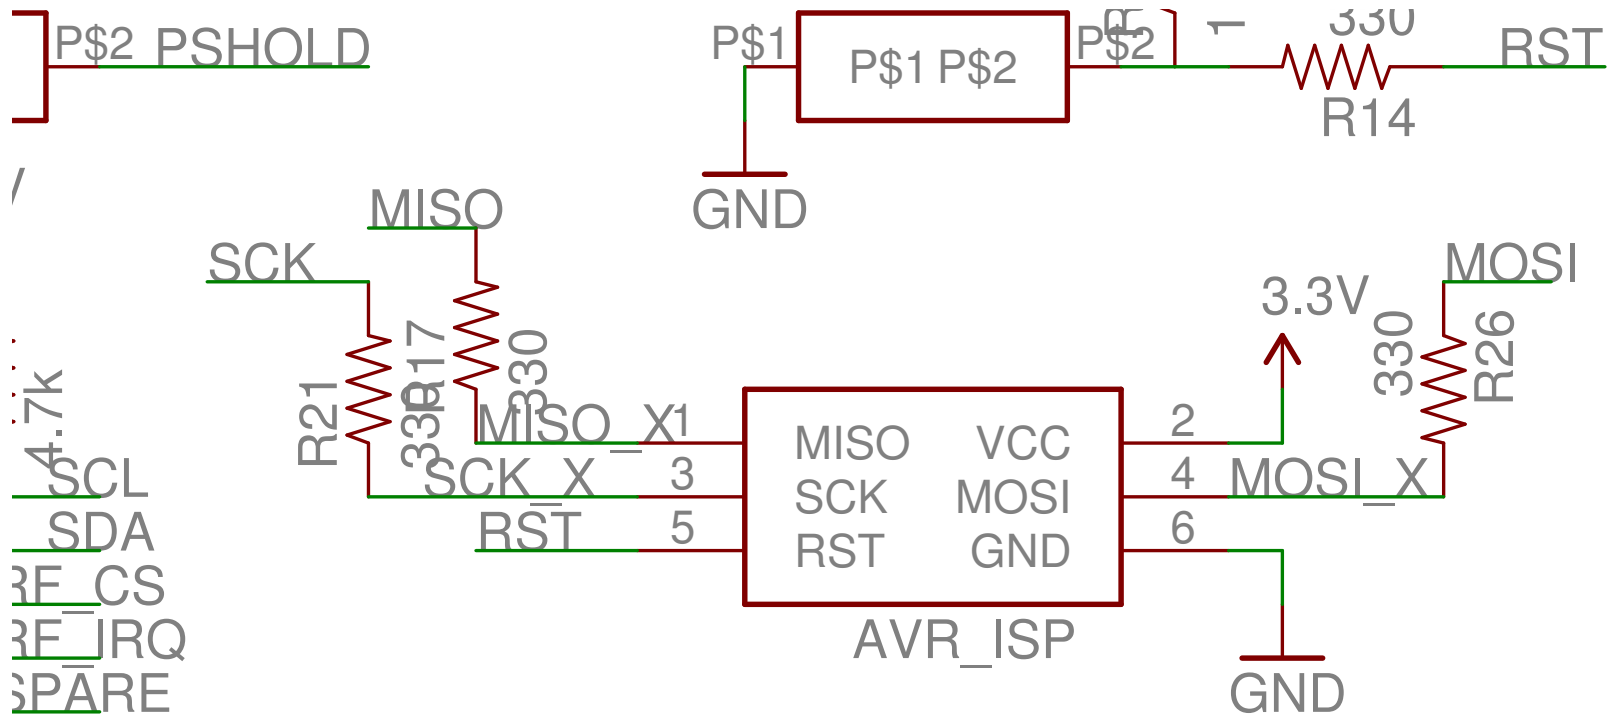 P$2 PSHOLD
P$1 P$1 P$2 P$2
1
330
RST
R14
GND
MISO
SCK
MOSI
3.3V
330
R26
R17
330
R21
330
4.7k
MISO_X 1
MISO VCC
2
SCL
SCK_X 3
SCK MOSI
4 MOSI_X
SDA
RST 5
RST GND
6
RF_CS
RF_IRQ
AVR_ISP
SPARE
GND